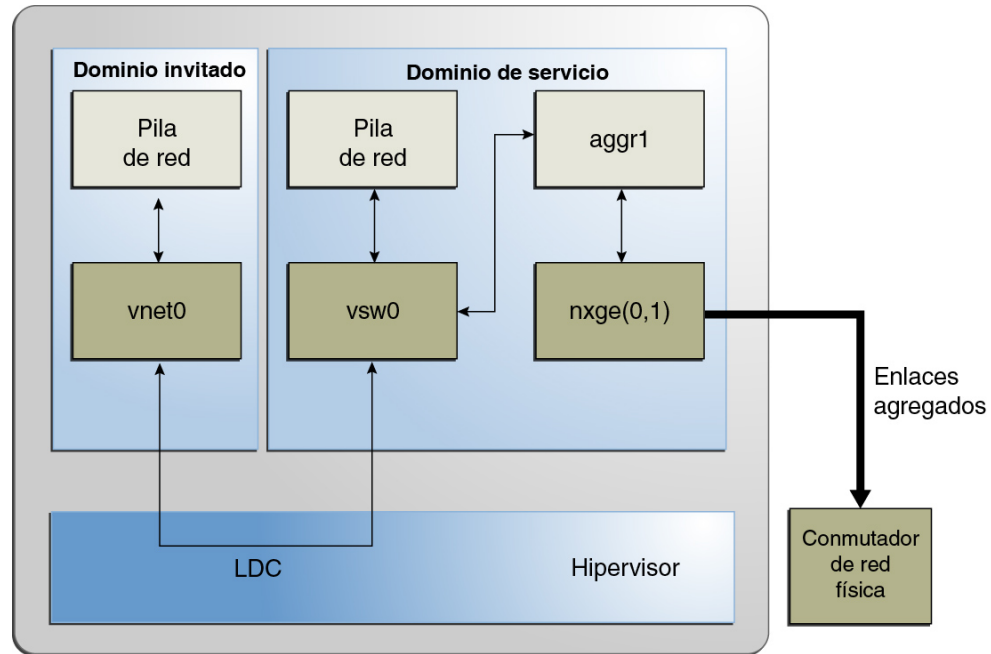 Dominio invitado
Pila
de red
vnet0
Dominio de servicio
Pila
de red
aggr1
vsw0
nxge(0,1)
Enlaces
agregados
LDC
Hipervisor
Conmutador
de red
física